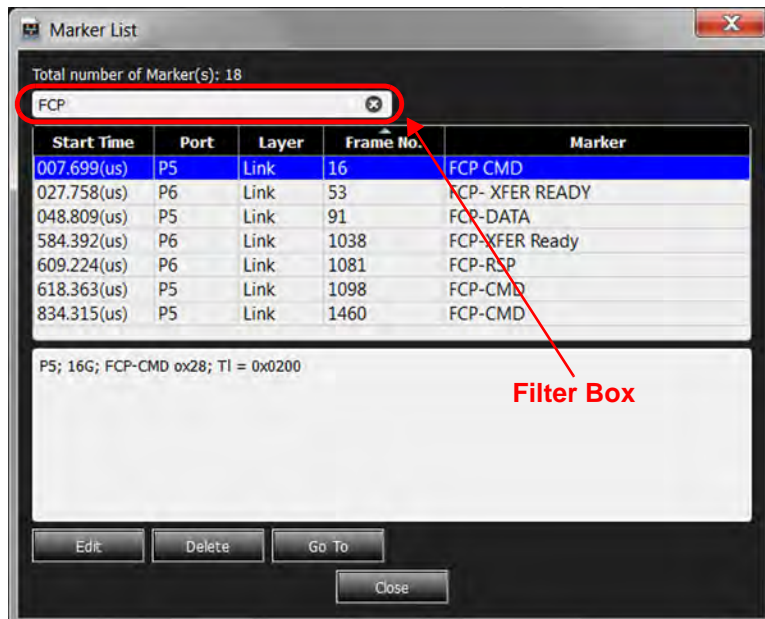 Marker List
X
Total number of Marker(s): 18
FCP
Start Time Port Layer Frame No. Marker
007.699(us) P5 Link 16 FCP CMD
027.758(us) P6 Link 53 FCP- XFER READY
048.809(us) P5 Link 91 FCP-DATA
584.392(us) P6 Link 1038 FCP-XFER Ready
609.224(us) P6 Link 1081 FCP-RSP
618.363(us) P5 Link 1098 FCP-CMD
834.315(us) P5 Link 1460 FCP-CMD
P5; 16G; FCP-CMD ox28; Tl = 0x0200
Filter Box
Edit Delete Go To
Close